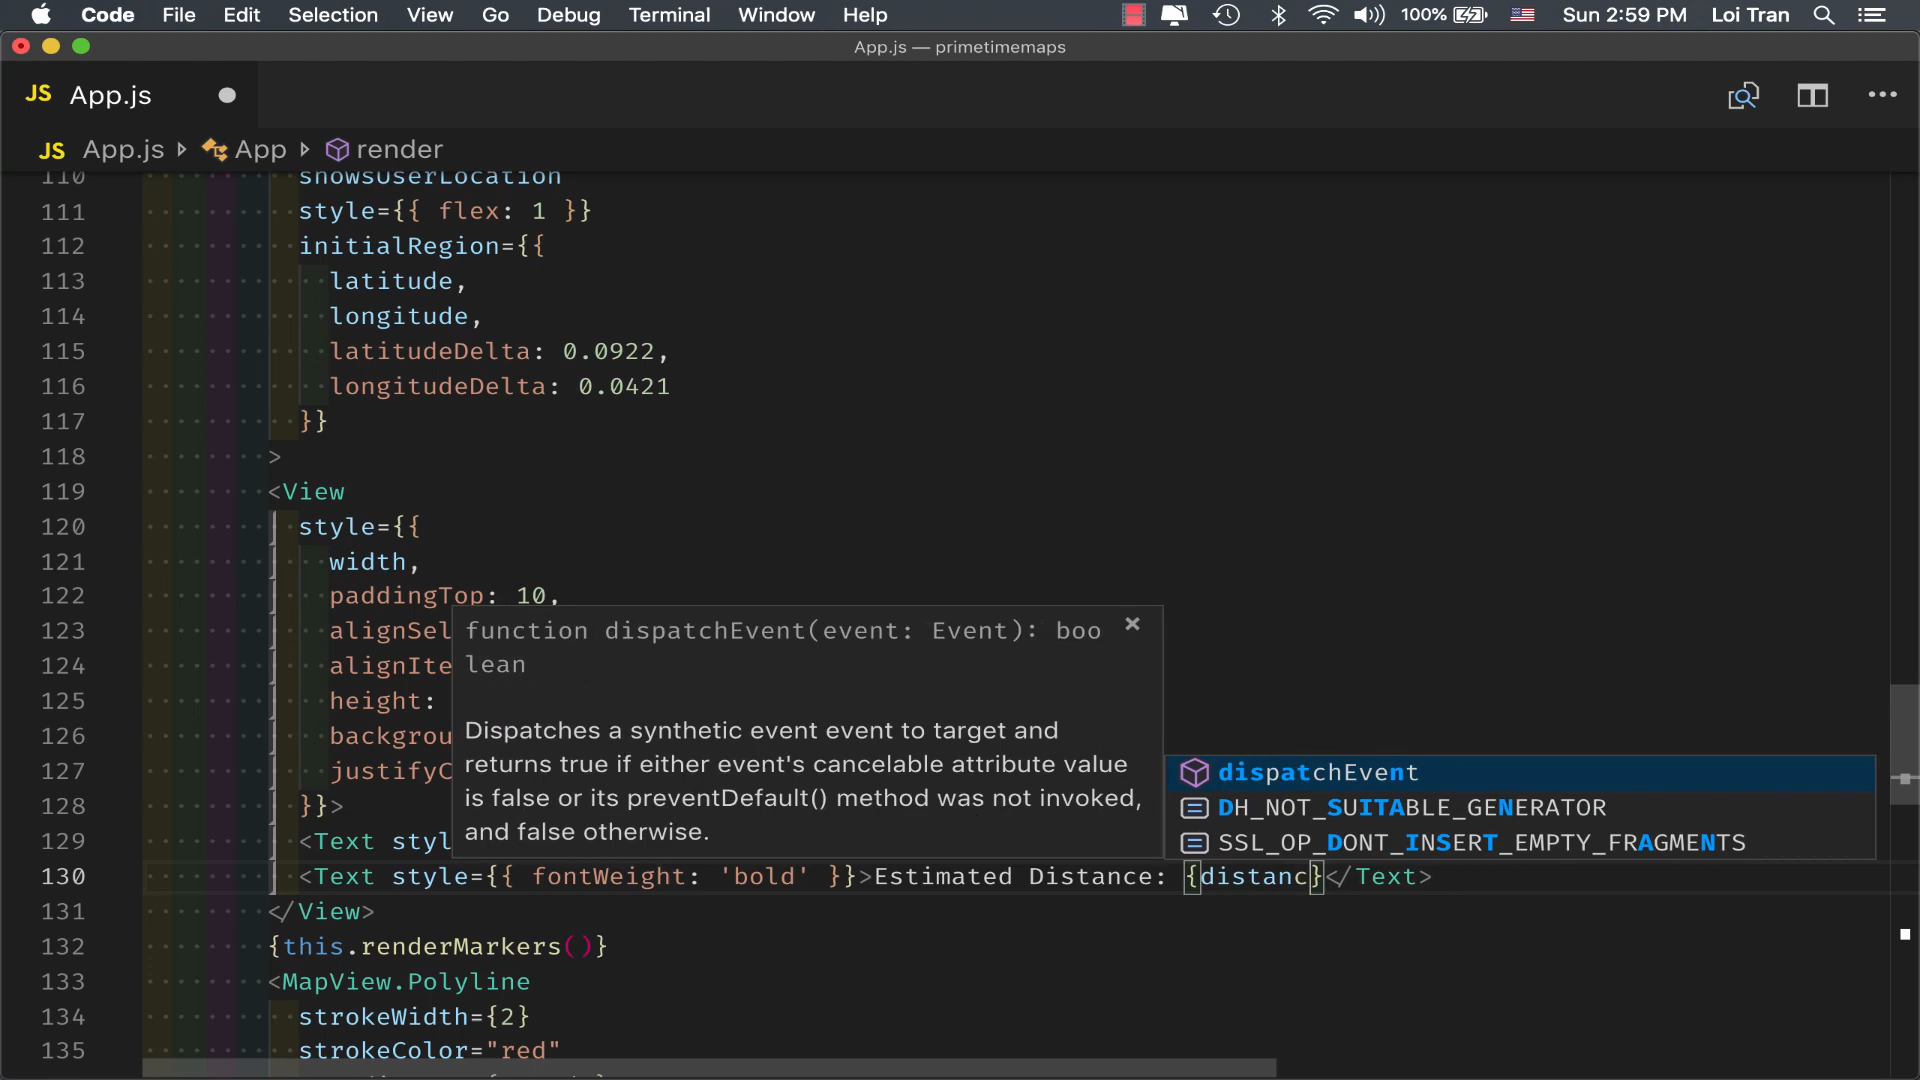 Code File Edit Selection View Go Debug Terminal Window Help 100% Sun 2:59 PM Loi Tran
App.js — primetimemaps
JS App.js
JS App.js App render
110 showsUserLocation
111 style={{ flex: 1 }}
112 initialRegion={{
113 latitude,
114 longitude,
115 latitudeDelta: 0.0922,
116 longitudeDelta: 0.0421
117 }}
118 >
119 <View
120 style={{
121 width,
122 paddingTop: 10,
123 alignSel
124 alignIte
125 height:
126 backgrou
127 justifyC
128 }}>
129 <Text styl
130 <Text style={{ fontWeight: 'bold' }}>Estimated Distance: {distanc}</Text>
131 </View>
132 {this.renderMarkers()}
133 <MapView.Polyline
134 strokeWidth={2}
135 strokeColor="red"
function dispatchEvent(event: Event): boo
lean
Dispatches a synthetic event event to target and
returns true if either event's cancelable attribute value
is false or its preventDefault() method was not invoked,
and false otherwise.
dispatchEvent
DH_NOT_SUITABLE_GENERATOR
SSL_OP_DONT_INSERT_EMPTY_FRAGMENTS